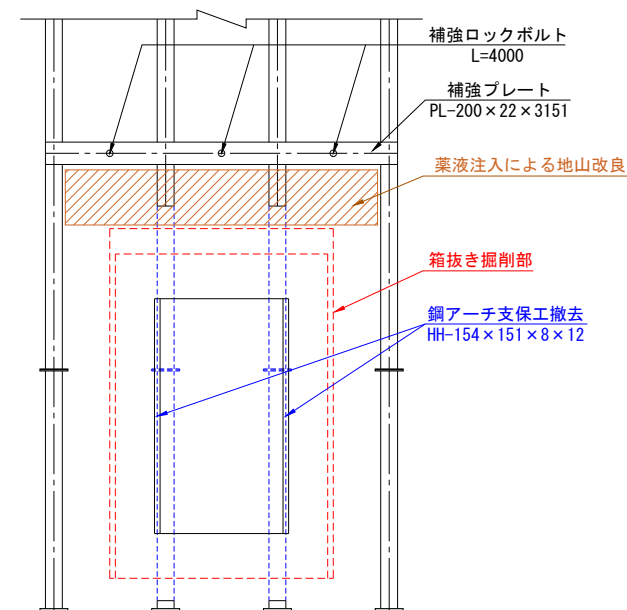 補強ロックボルト
L=4000
補強プレート
PL-200×22×3151
薬液注入による地山改良
箱抜き掘削部
鋼アーチ支保工撤去
HH-154×151×8×12